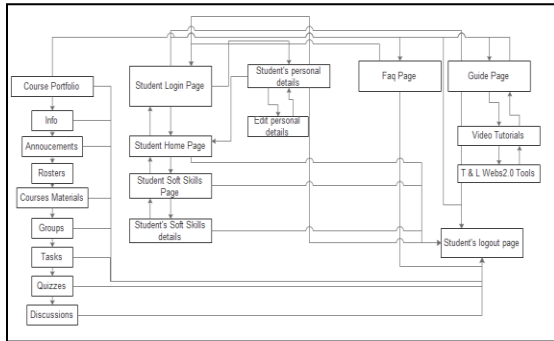 Course Portfolio
Info
Annoucements
Rosters
Courses Materials
Groups
Tasks
Quizzes
Discussions
Student Login Page
Student Home Page
Student Soft Skills
Page
Student's Soft Skills
details
Student's personal
details
Edit personal
details
Faq Page
Guide Page
Video Tutorials
T & L Webs2.0 Tools
Student's logout page